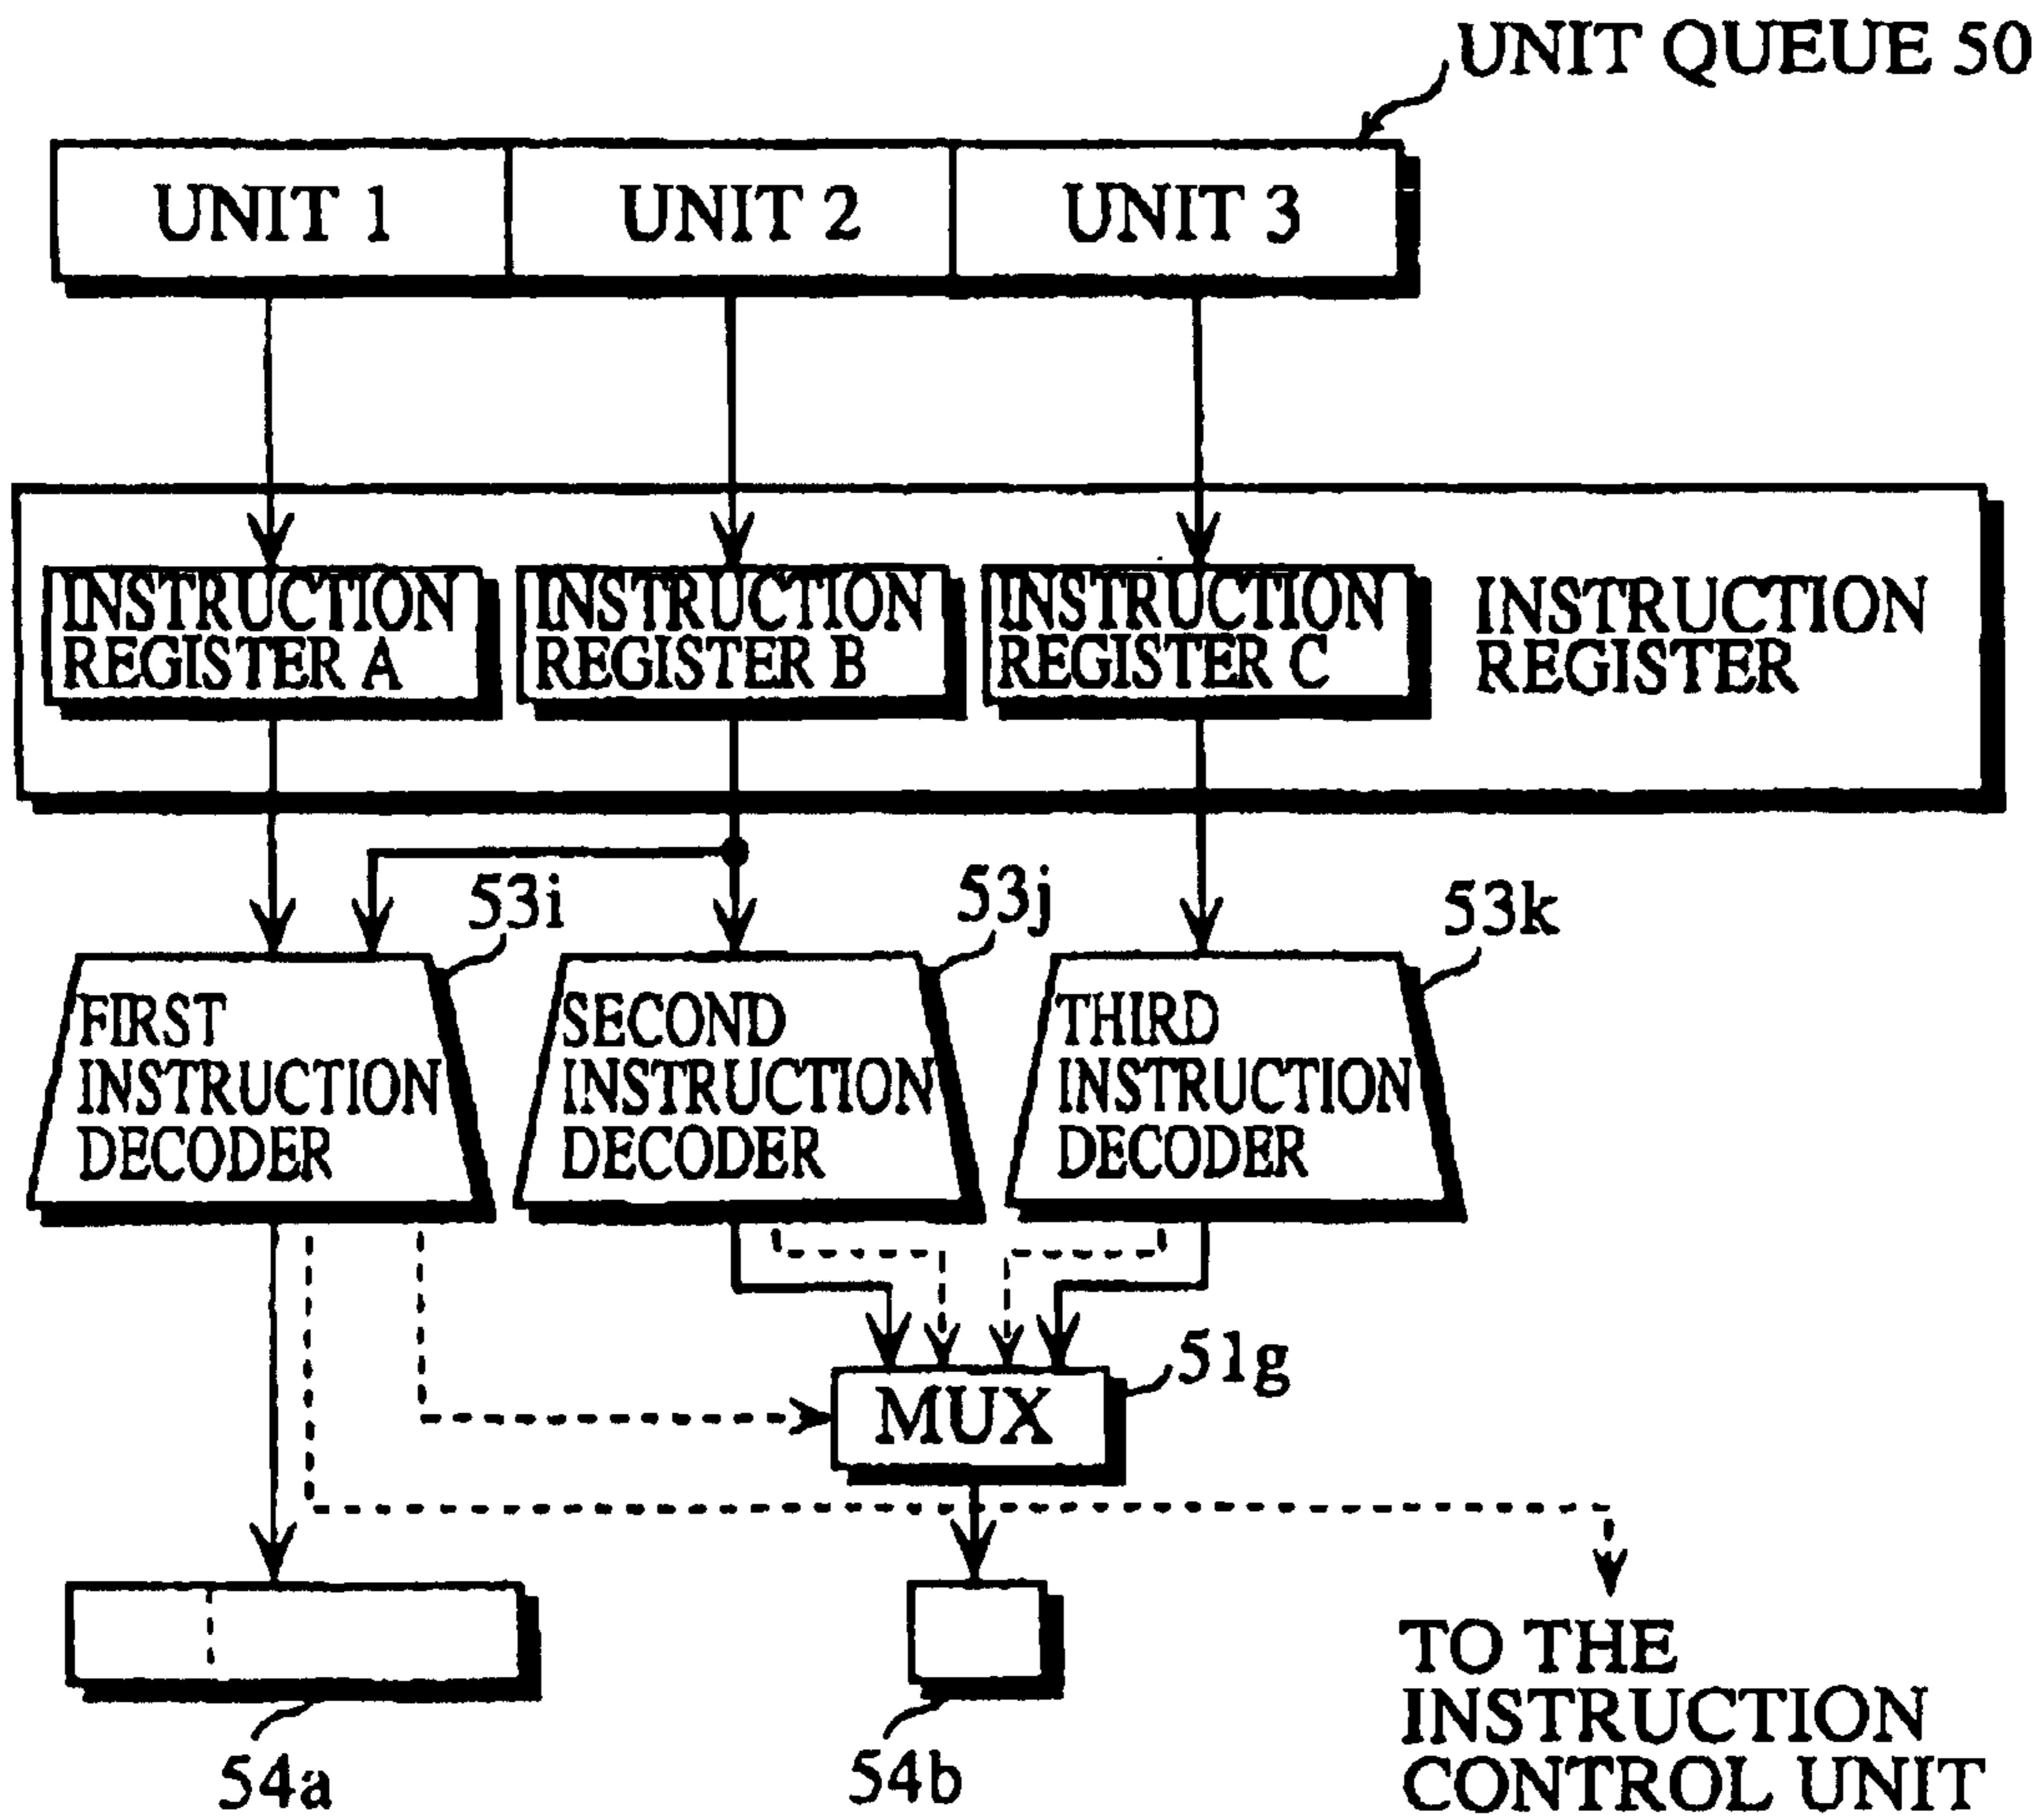 UNIT QUEUE 50
UNIT 1
UNIT 2
UNIT 3
INSTRUCTION
REGISTER A
INSTRUCTION
REGISTER B
INSTRUCTION
REGISTER C
INSTRUCTION
REGISTER
53i
53j
53k
FIRST
INSTRUCTION
DECODER
SECOND
INSTRUCTION
DECODER
THIRD
INSTRUCTION
DECODER
51g
MUX
54a
54b
TO THE
INSTRUCTION
CONTROL UNIT